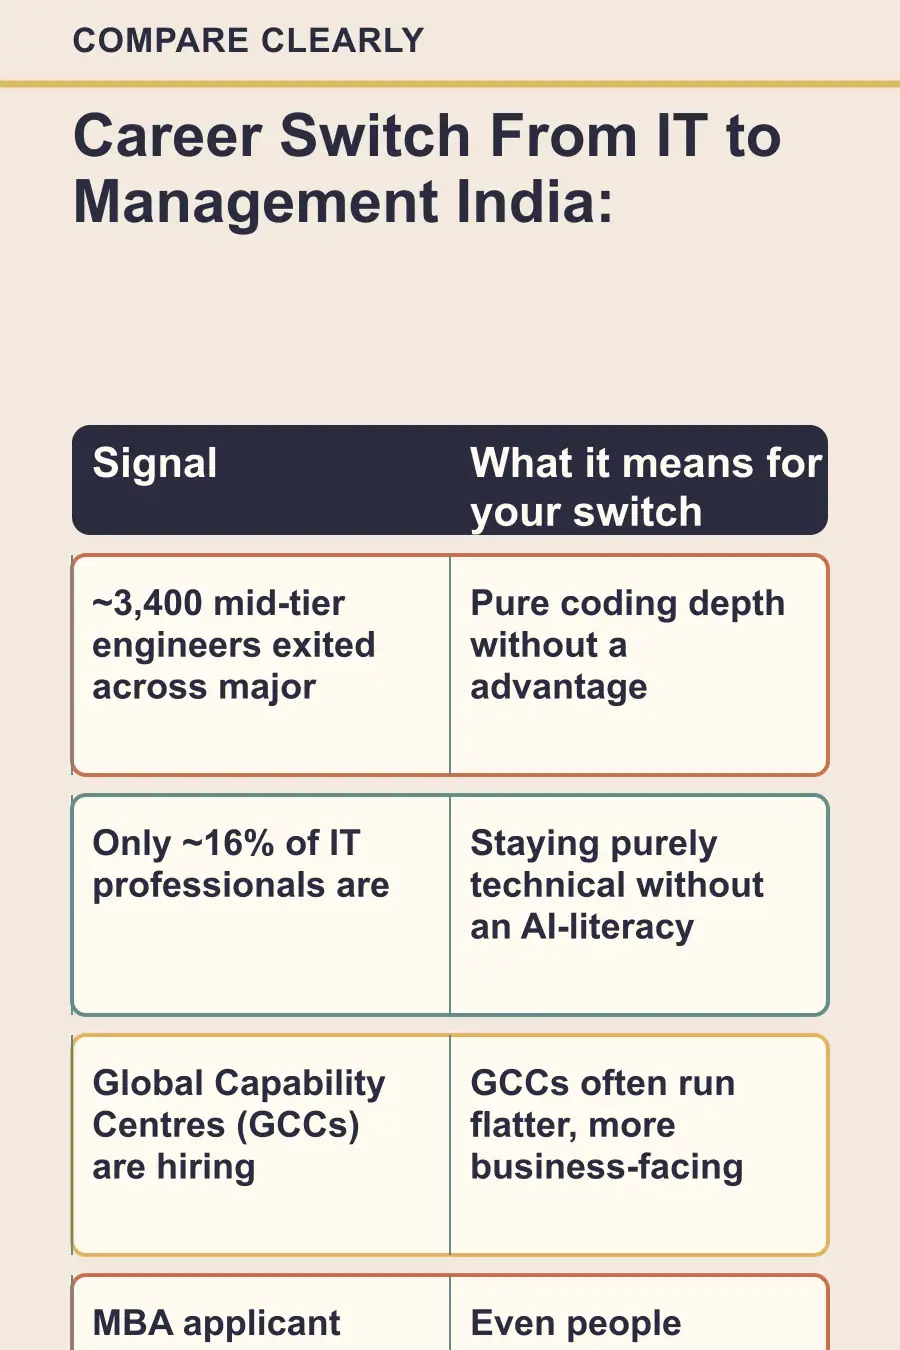 COMPARE CLEARLY
Career Switch From IT to
Management India:
Signal
What it means for
your switch
~3,400 mid-tier
engineers exited
across major
Pure coding depth
without a
advantage
Only ~16% of IT
professionals are
Staying purely
technical without
an AI-literacy
Global Capability
Centres (GCCs)
are hiring
GCCs often run
flatter, more
business-facing
MBA applicant
Even people